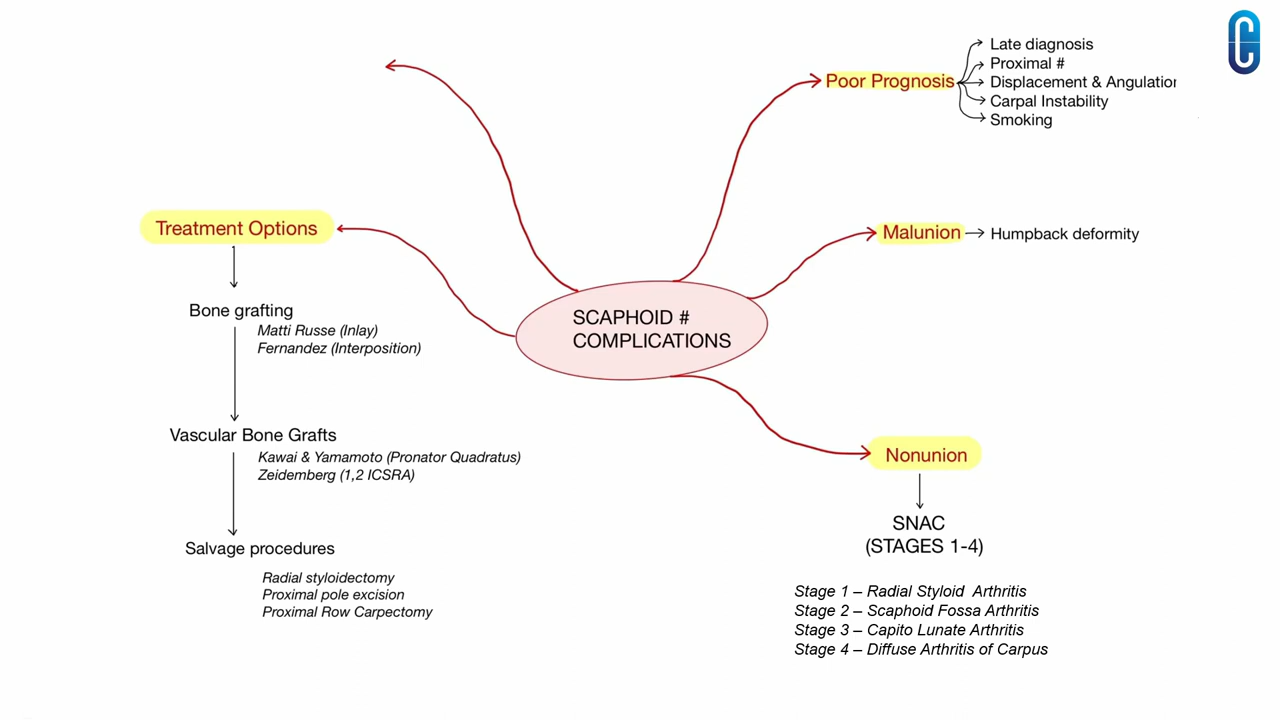 Poor Prognosis
Late diagnosis
Proximal #
Displacement & Angulation
Carpal Instability
Smoking
Treatment Options
Bone grafting
Matti Russe (Inlay)
Fernandez (Interposition)
Vascular Bone Grafts
Kawai & Yamamoto (Pronator Quadratus)
Zeidemberg (1,2 ICSRA)
Salvage procedures
Radial styloidectomy
Proximal pole excision
Proximal Row Carpectomy
SCAPHOID #
COMPLICATIONS
Malunion
Humpback deformity
Nonunion
SNAC
(STAGES 1-4)
Stage 1 – Radial Styloid Arthritis
Stage 2 – Scaphoid Fossa Arthritis
Stage 3 – Capito Lunate Arthritis
Stage 4 – Diffuse Arthritis of Carpus